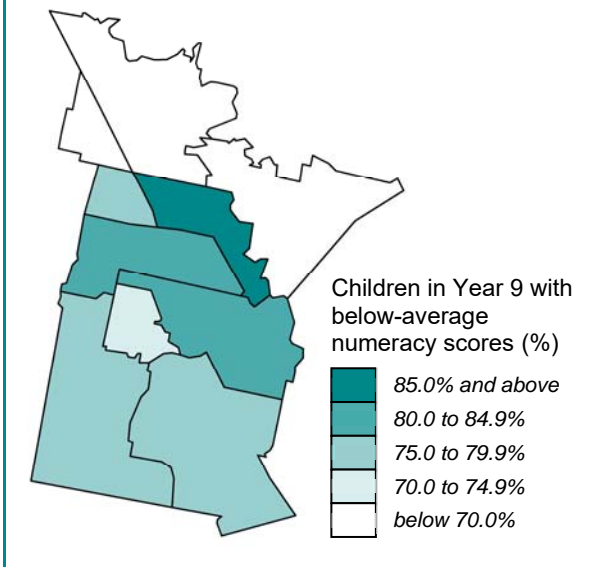 Children in Year 9 with
below-average
numeracy scores (%)
85.0% and above
80.0 to 84.9%
75.0 to 79.9%
70.0 to 74.9%
below 70.0%